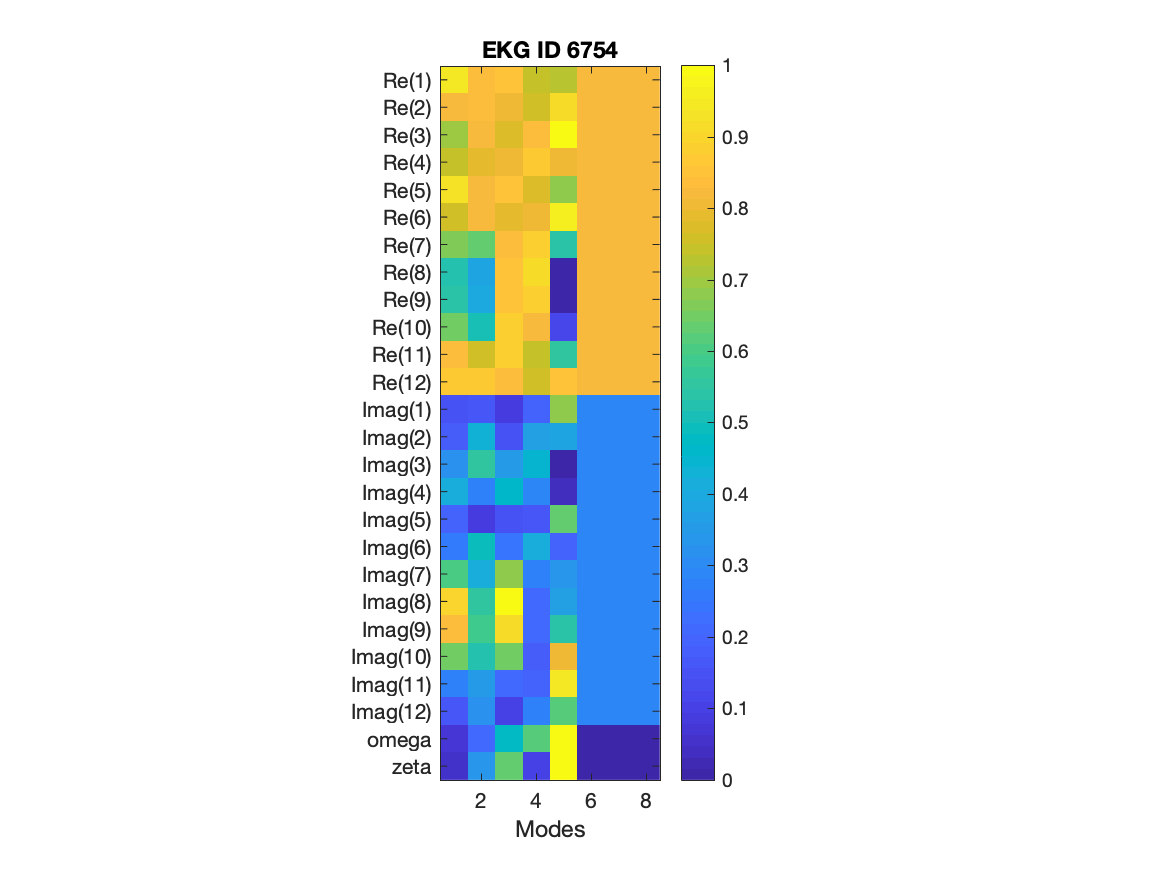 EKG ID 6754
Re(1)
Re(2)
Re(3)
Re(4)
Re(5)
Re(6)
Re(7)
Re(8)
Re(9)
Re(10)
Re(11)
Re(12)
Imag(1)
Imag(2)
Imag(3)
Imag(4)
Imag(5)
Imag(6)
Imag(7)
Imag(8)
Imag(9)
Imag(10)
Imag(11)
Imag(12)
omega
zeta
2 4 6 8
Modes
1
0.9
0.8
0.7
0.6
0.5
0.4
0.3
0.2
0.1
0